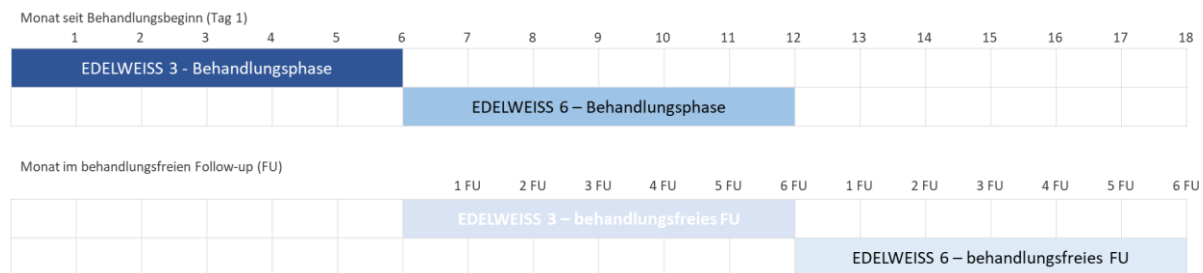 Monat seit Behandlungsbeginn (Tag 1)
1 2 3 4 5 6 7 8 9 10 11 12 13 14 15 16 17 18
EDELWEISS 3 - Behandlungsphase
EDELWEISS 6 – Behandlungsphase
Monat im behandlungsfreien Follow-up (FU)
1 FU 2 FU 3 FU 4 FU 5 FU 6 FU 1 FU 2 FU 3 FU 4 FU 5 FU 6 FU
EDELWEISS 3 – behandlungsfreies FU
EDELWEISS 6 – behandlungsfreies FU